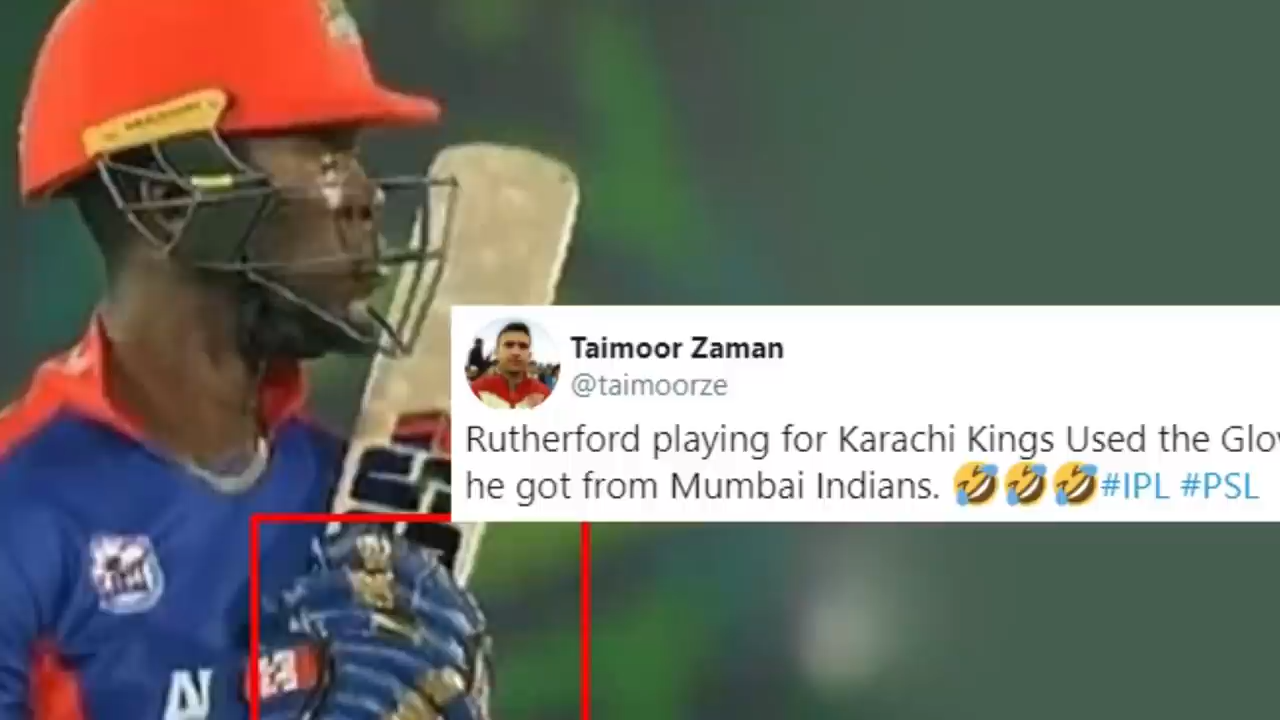 Taimoor Zaman
@taimoorze
Rutherford playing for Karachi Kings Used the Glov
he got from Mumbai Indians. 🤣🤣🤣#IPL #PSL